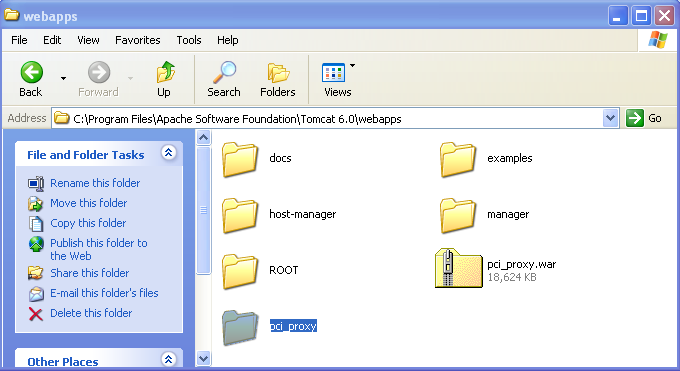 webapps
File Edit View Favorites Tools Help
Back Forward Up Search Folders Views
Address C:\Program Files\Apache Software Foundation\Tomcat 6.0\webapps Go
File and Folder Tasks
Rename this folder
Move this folder
Copy this folder
Publish this folder to
the Web
Share this folder
E-mail this folder's files
Delete this folder
Other Places
docs
examples
host-manager
manager
ROOT
pci_proxy.war
18,624 KB
pci_proxy